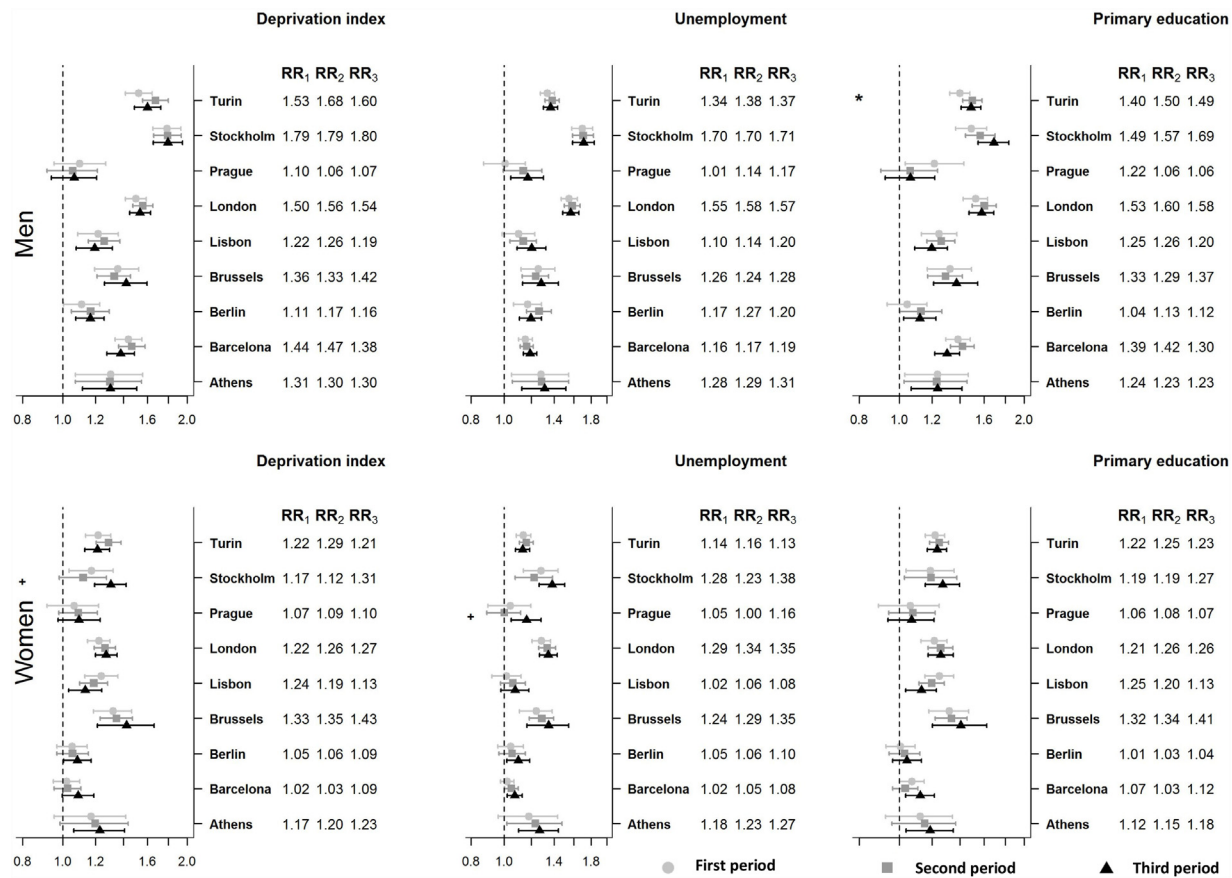 Deprivation index Unemployment Primary education
RR1 RR2 RR3 RR1 RR2 RR3 RR1 RR2 RR3
Turin 1.53 1.68 1.60 Turin 1.34 1.38 1.37 * Turin 1.40 1.50 1.49
Stockholm 1.79 1.79 1.80 Stockholm 1.70 1.70 1.71 Stockholm 1.49 1.57 1.69
Prague 1.10 1.06 1.07 Prague 1.01 1.14 1.17 Prague 1.22 1.06 1.06
London 1.50 1.56 1.54 London 1.55 1.58 1.57 London 1.53 1.60 1.58
Men
Lisbon 1.22 1.26 1.19 Lisbon 1.10 1.14 1.20 Lisbon 1.25 1.26 1.20
Brussels 1.36 1.33 1.42 Brussels 1.26 1.24 1.28 Brussels 1.33 1.29 1.37
Berlin 1.11 1.17 1.16 Berlin 1.17 1.27 1.20 Berlin 1.04 1.13 1.12
Barcelona 1.44 1.47 1.38 Barcelona 1.16 1.17 1.19 Barcelona 1.39 1.42 1.30
Athens 1.31 1.30 1.30 Athens 1.28 1.29 1.31 Athens 1.24 1.23 1.23
0.8 1.0 1.2 1.6 2.0 1.0 1.4 1.8 0.8 1.0 1.2 1.6 2.0
Deprivation index Unemployment Primary education
RR1 RR2 RR3 RR1 RR2 RR3 RR1 RR2 RR3
Turin 1.22 1.29 1.21 Turin 1.14 1.16 1.13 Turin 1.22 1.25 1.23
+ Stockholm 1.17 1.12 1.31 Stockholm 1.28 1.23 1.38 Stockholm 1.19 1.19 1.27
Prague 1.07 1.09 1.10 + Prague 1.05 1.00 1.16 Prague 1.06 1.08 1.07
Women
London 1.22 1.26 1.27 London 1.29 1.34 1.35 London 1.21 1.26 1.26
Lisbon 1.24 1.19 1.13 Lisbon 1.02 1.06 1.08 Lisbon 1.25 1.20 1.13
Brussels 1.33 1.35 1.43 Brussels 1.24 1.29 1.35 Brussels 1.32 1.34 1.41
Berlin 1.05 1.06 1.09 Berlin 1.05 1.06 1.10 Berlin 1.01 1.03 1.04
Barcelona 1.02 1.03 1.09 Barcelona 1.02 1.05 1.08 Barcelona 1.07 1.03 1.12
Athens 1.17 1.20 1.23 Athens 1.18 1.23 1.27 Athens 1.12 1.15 1.18
0.8 1.0 1.2 1.6 2.0 1.0 1.4 1.8
First period Second period Third period